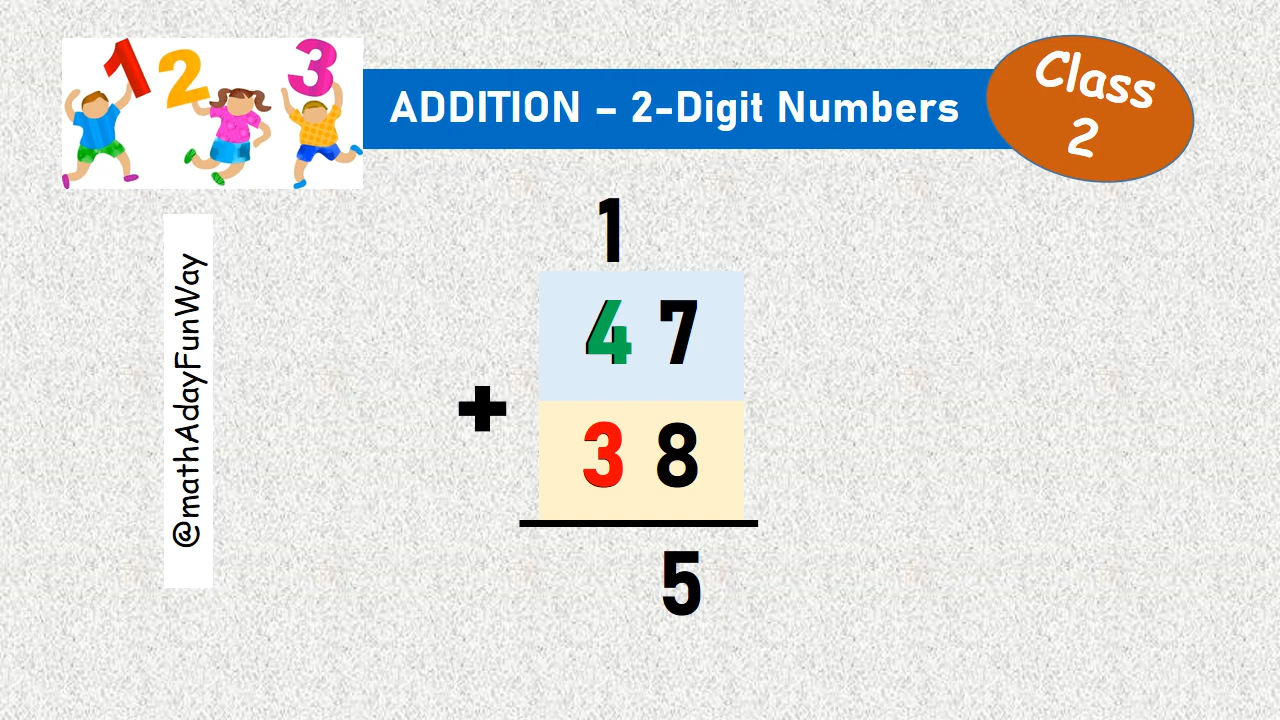 1 2 3
ADDITION – 2-Digit Numbers
Class
2
@mathAdayFunWay
1
4 7
+
3 8
5